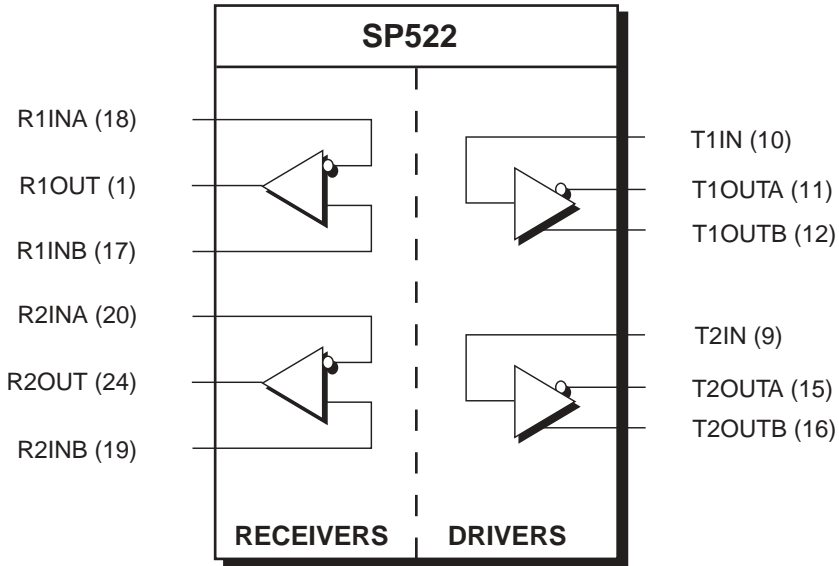 SP522
R1INA (18)
R1OUT (1)
R1INB (17)
R2INA (20)
R2OUT (24)
R2INB (19)
T1IN (10)
T1OUTA (11)
T1OUTB (12)
T2IN (9)
T2OUTA (15)
T2OUTB (16)
RECEIVERS
DRIVERS